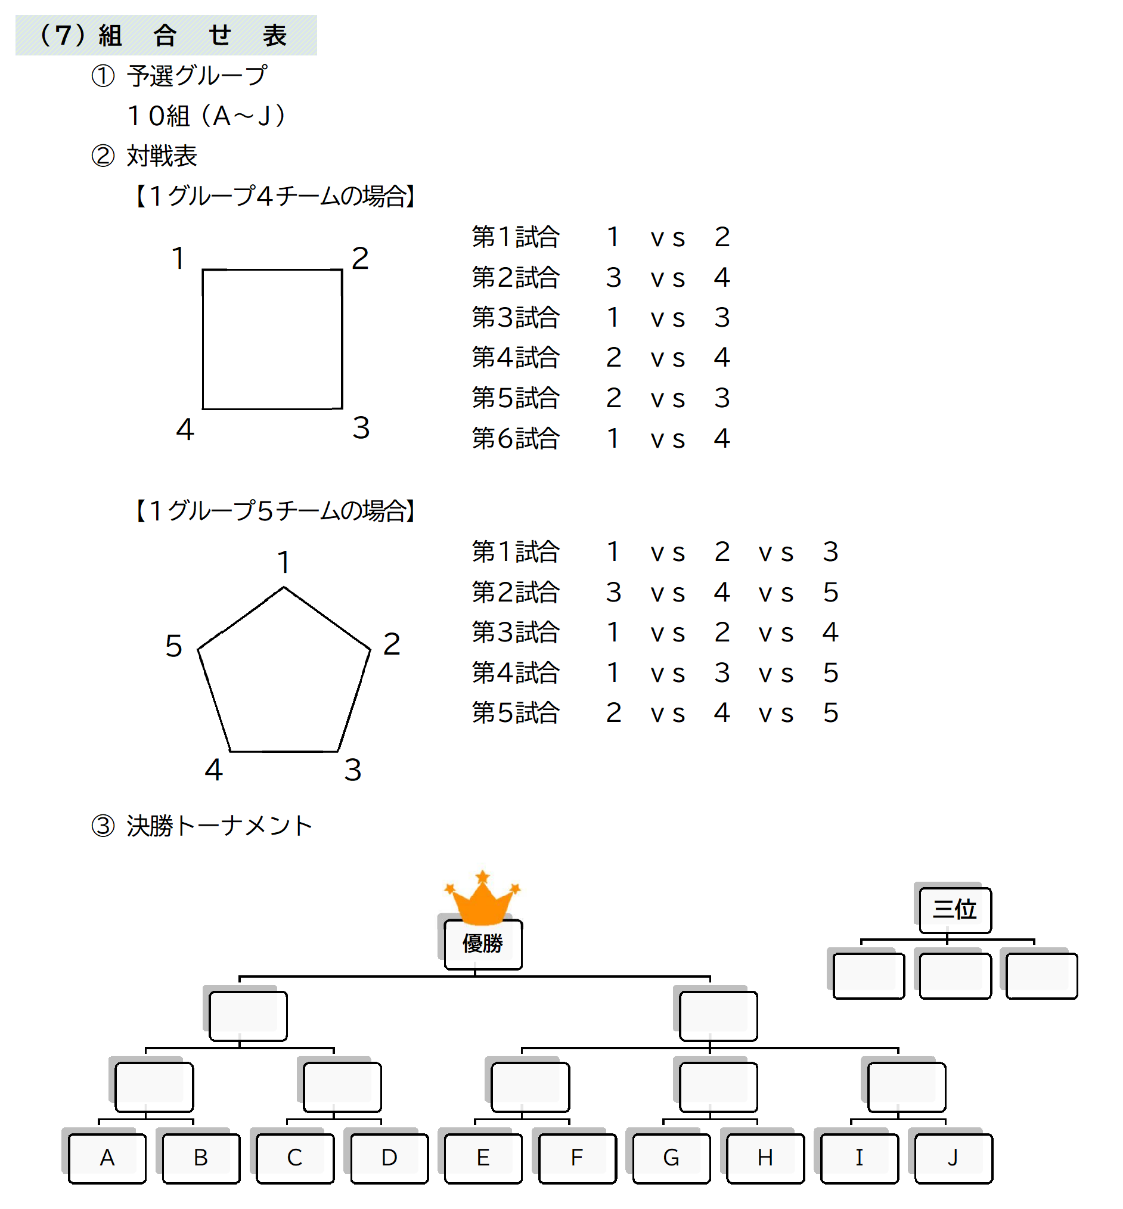 （７）組　合　せ　表
① 予選グループ
１０組（Ａ～Ｊ）
② 対戦表
【１グループ４チームの場合】
1
2
4
3
第１試合　１　ｖｓ　２
第２試合　３　ｖｓ　４
第３試合　１　ｖｓ　３
第４試合　２　ｖｓ　４
第５試合　２　ｖｓ　３
第６試合　１　ｖｓ　４
【１グループ５チームの場合】
1
5
2
4
3
第１試合　１　ｖｓ　２　ｖｓ　３
第２試合　３　ｖｓ　４　ｖｓ　５
第３試合　１　ｖｓ　２　ｖｓ　４
第４試合　１　ｖｓ　３　ｖｓ　５
第５試合　２　ｖｓ　４　ｖｓ　５
③ 決勝トーナメント
優勝
三位
A
B
C
D
E
F
G
H
I
J